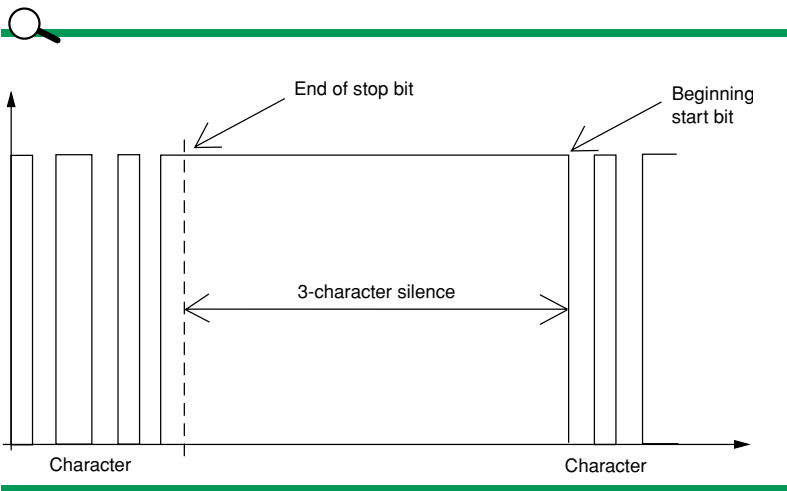 End of stop bit
Beginning
start bit
3-character silence
Character
Character